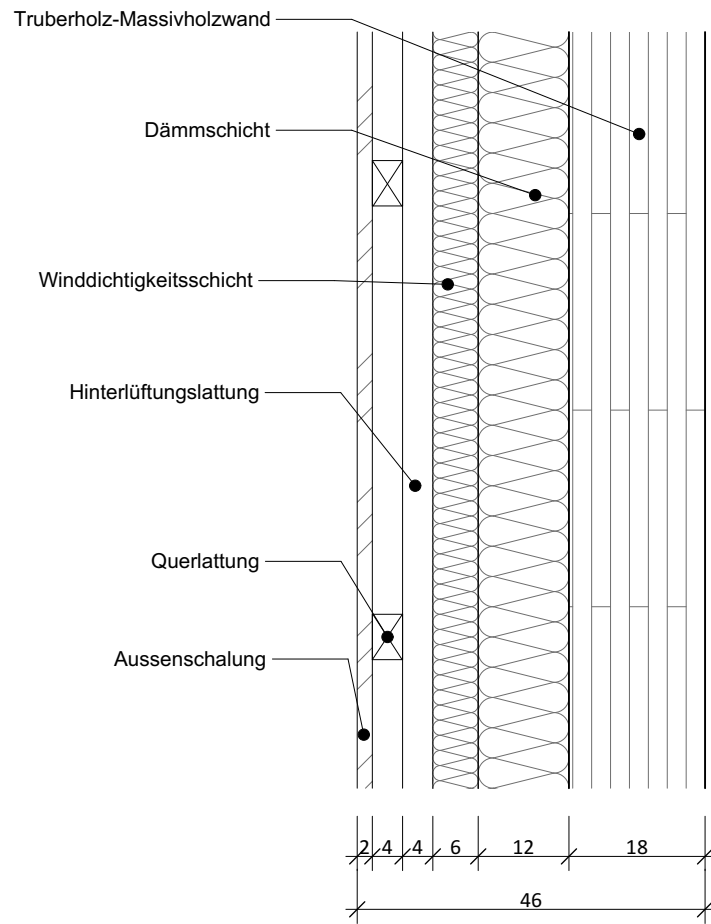 Truberholz-Massivholzwand
Dämmschicht
Winddichtigkeitsschicht
Hinterlüftungslattung
Querlattung
Aussenschalung
2 4 4 6 12 18
46